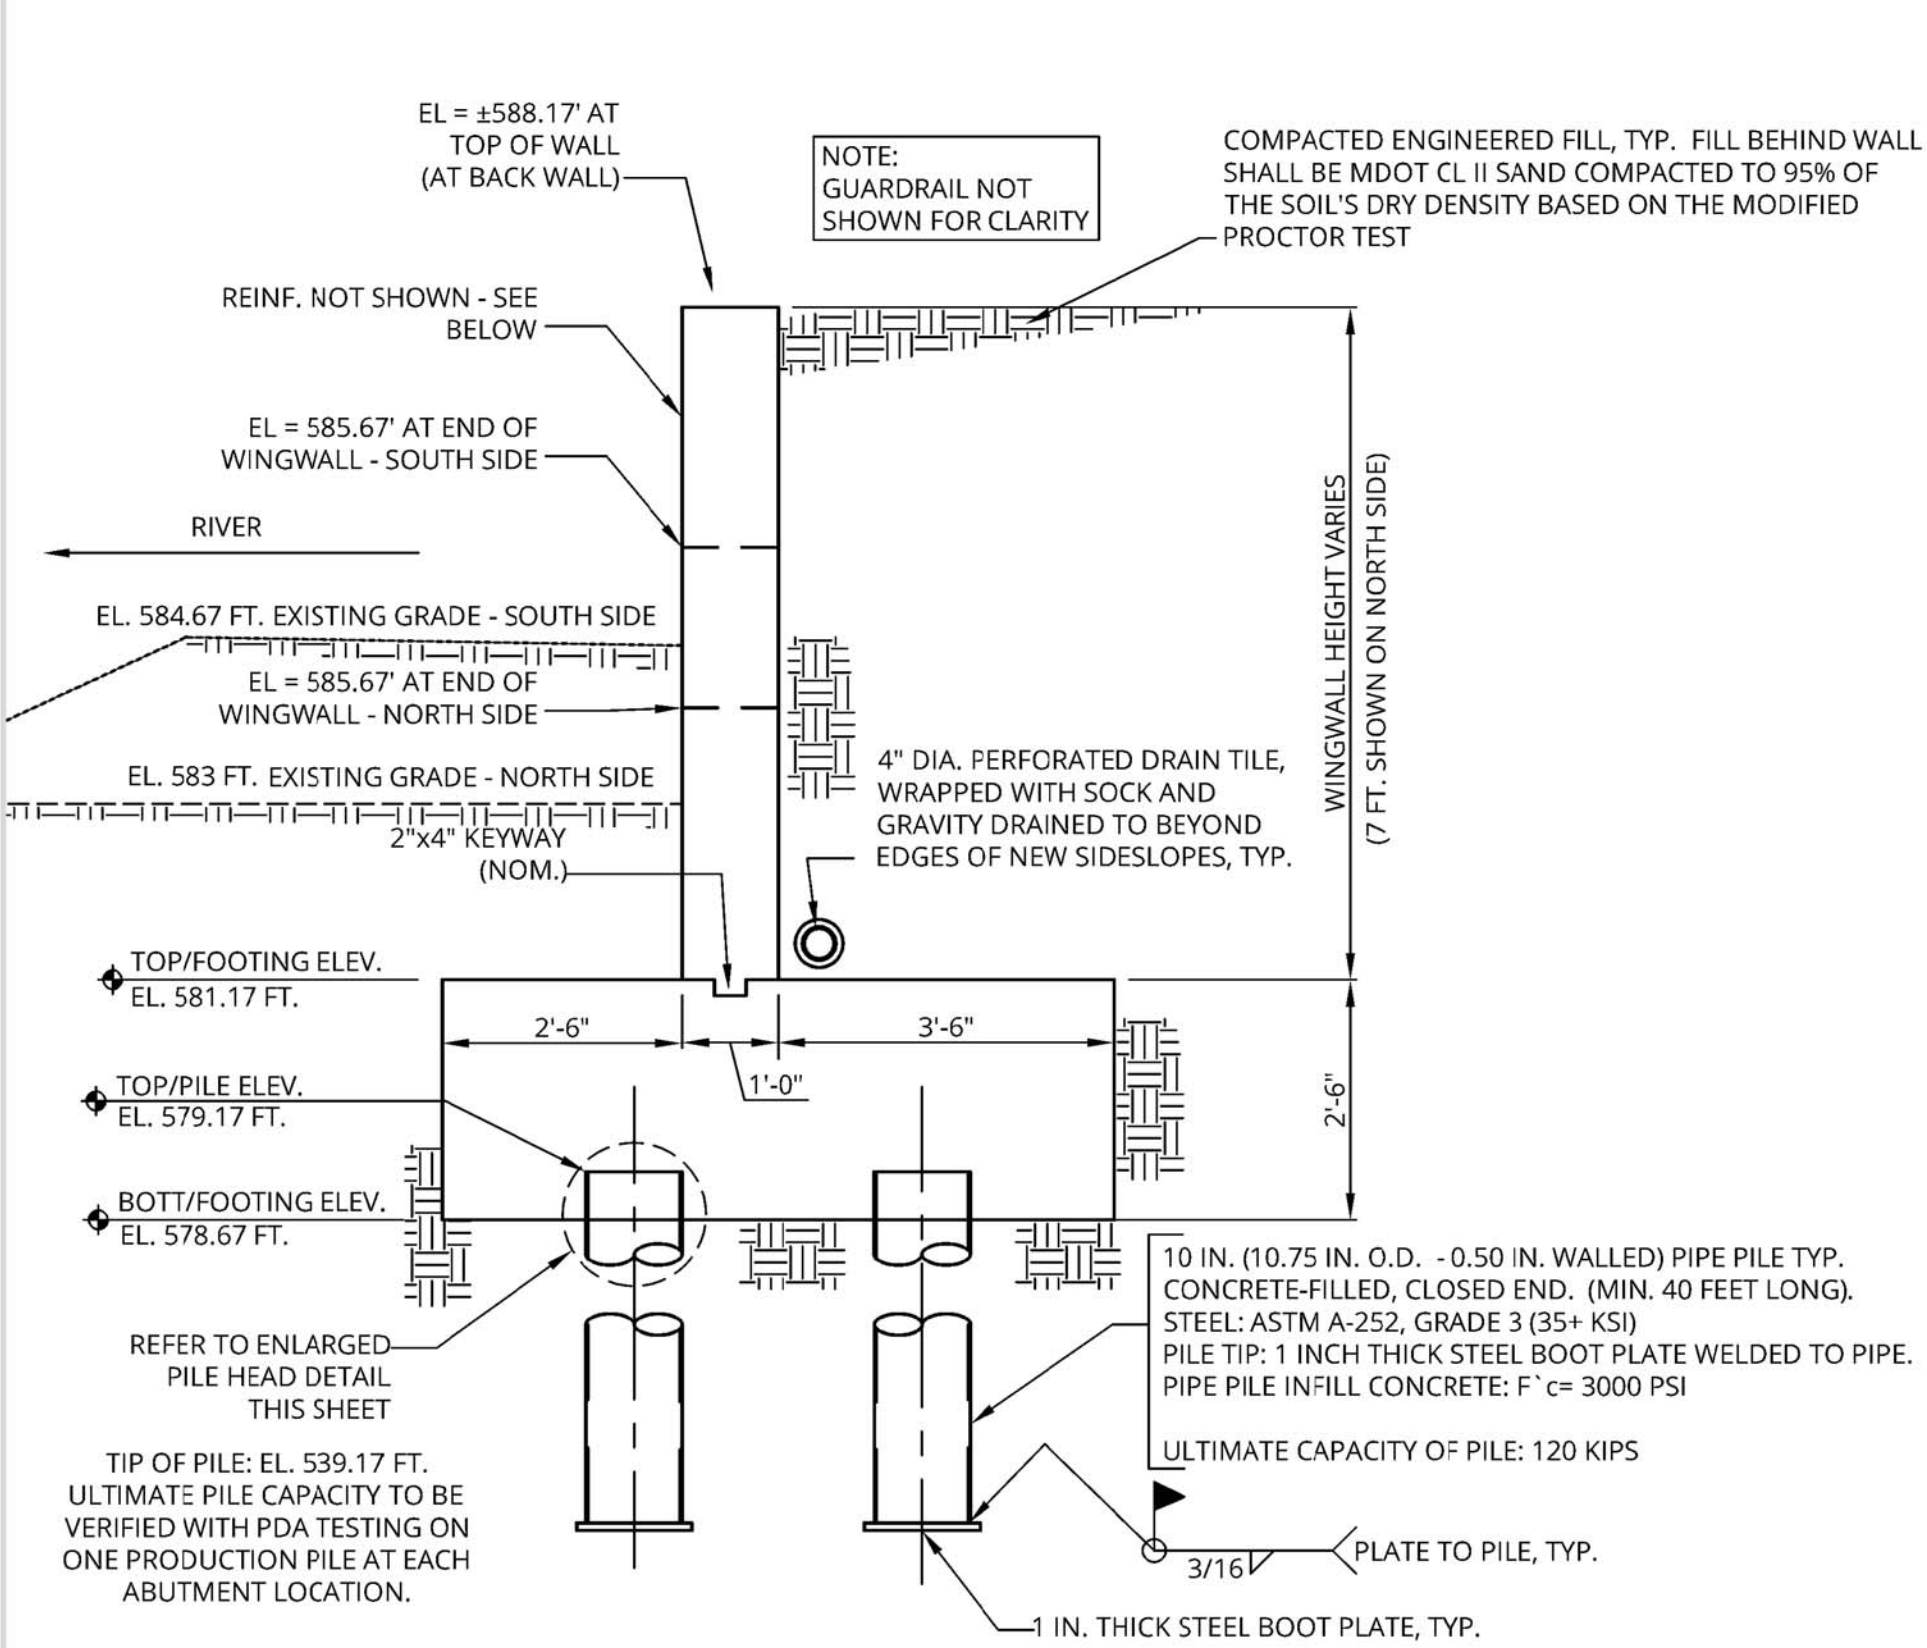 EL = ±588.17' AT
TOP OF WALL
(AT BACK WALL)
NOTE:
GUARDRAIL NOT
SHOWN FOR CLARITY
COMPACTED ENGINEERED FILL, TYP. FILL BEHIND WALL
SHALL BE MDOT CL II SAND COMPACTED TO 95% OF
THE SOIL'S DRY DENSITY BASED ON THE MODIFIED
PROCTOR TEST
REINF. NOT SHOWN - SEE
BELOW
EL = 585.67' AT END OF
WINGWALL - SOUTH SIDE
RIVER
EL. 584.67 FT. EXISTING GRADE - SOUTH SIDE
EL = 585.67' AT END OF
WINGWALL - NORTH SIDE
EL. 583 FT. EXISTING GRADE - NORTH SIDE
2"x4" KEYWAY
(NOM.)
4" DIA. PERFORATED DRAIN TILE,
WRAPPED WITH SOCK AND
GRAVITY DRAINED TO BEYOND
EDGES OF NEW SIDESLOPES, TYP.
WINGWALL HEIGHT VARIES
(7 FT. SHOWN ON NORTH SIDE)
TOP/FOOTING ELEV.
EL. 581.17 FT.
2'-6"
1'-0"
3'-6"
2'-6"
TOP/PILE ELEV.
EL. 579.17 FT.
BOTT/FOOTING ELEV.
EL. 578.67 FT.
REFER TO ENLARGED
PILE HEAD DETAIL
THIS SHEET
TIP OF PILE: EL. 539.17 FT.
ULTIMATE PILE CAPACITY TO BE
VERIFIED WITH PDA TESTING ON
ONE PRODUCTION PILE AT EACH
ABUTMENT LOCATION.
10 IN. (10.75 IN. O.D. - 0.50 IN. WALLED) PIPE PILE TYP.
CONCRETE-FILLED, CLOSED END. (MIN. 40 FEET LONG).
STEEL: ASTM A-252, GRADE 3 (35+ KSI)
PILE TIP: 1 INCH THICK STEEL BOOT PLATE WELDED TO PIPE.
PIPE PILE INFILL CONCRETE: F`c= 3000 PSI
ULTIMATE CAPACITY OF PILE: 120 KIPS
3/16
PLATE TO PILE, TYP.
1 IN. THICK STEEL BOOT PLATE, TYP.